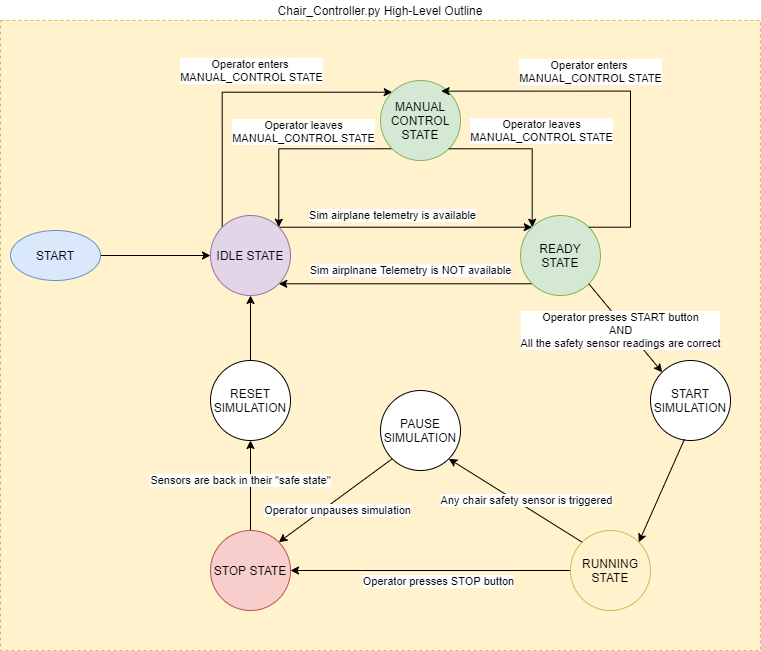 Chair_Controller.py High-Level Outline
Operator enters
MANUAL_CONTROL STATE
Operator enters
MANUAL_CONTROL STATE
MANUAL
CONTROL
STATE
Operator leaves
MANUAL_CONTROL STATE
Operator leaves
MANUAL_CONTROL STATE
Sim airplane telemetry is available
START
IDLE STATE
READY
STATE
Sim airplnane Telemetry is NOT available
Operator presses START button
AND
All the safety sensor readings are correct
RESET
SIMULATION
PAUSE
SIMULATION
START
SIMULATION
Sensors are back in their "safe state"
Operator unpauses simulation
Any chair safety sensor is triggered
STOP STATE
RUNNING
STATE
Operator presses STOP button